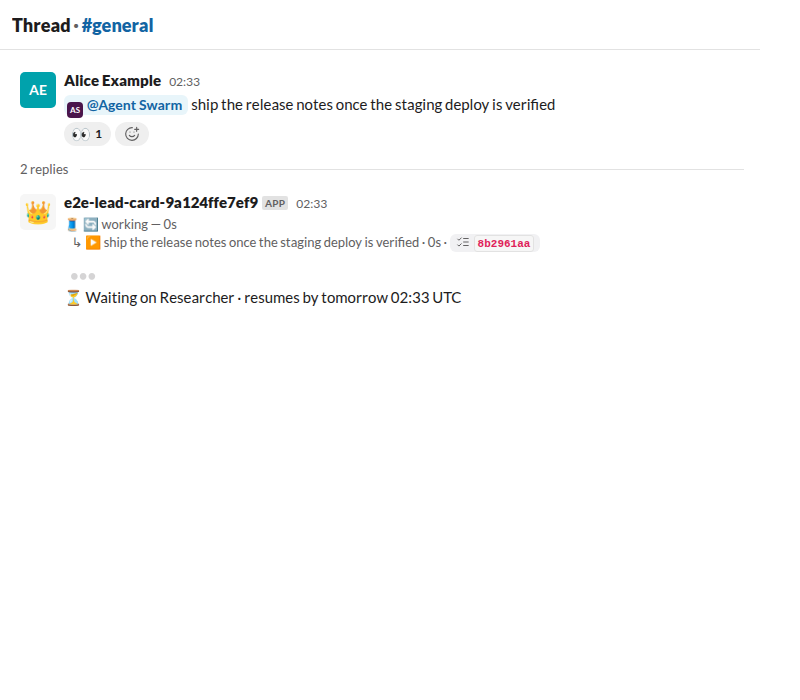 Thread · #general
AE
Alice Example 02:33
AS @Agent Swarm ship the release notes once the staging deploy is verified
👀 1
2 replies
e2e-lead-card-9a124ffe7ef9 APP 02:33
🧵 🔄 working — 0s
↳ ▶️ ship the release notes once the staging deploy is verified · 0s · 8b2961aa
⏳ Waiting on Researcher · resumes by tomorrow 02:33 UTC